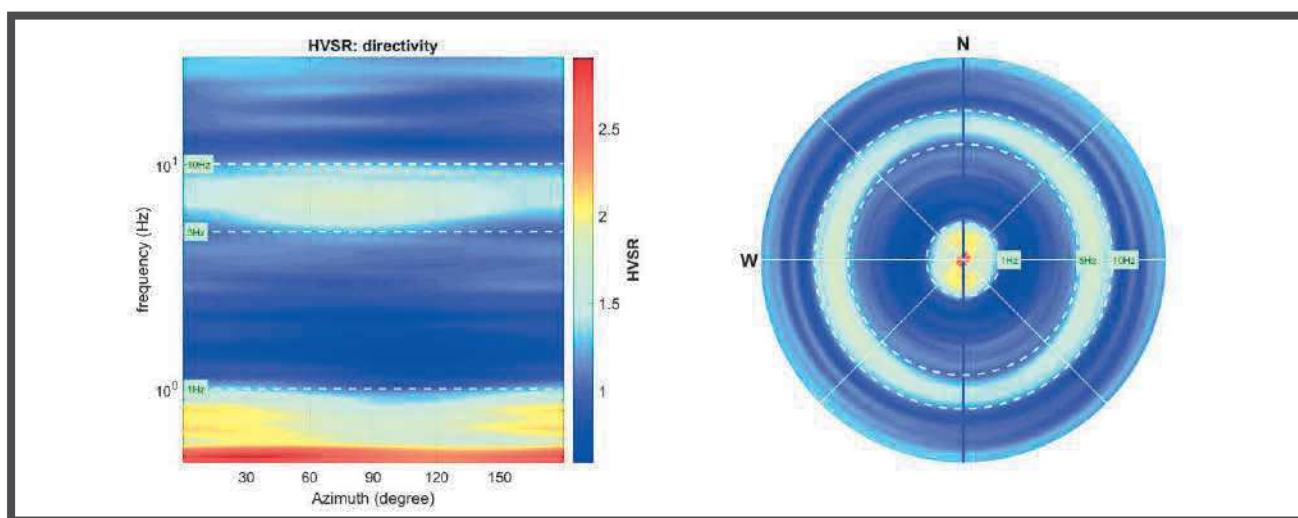 HVSR: directivity
frequency (Hz)
10¹
10⁰
10Hz
5Hz
1Hz
30 60 90 120 150
Azimuth (degree)
2.5
2
1.5
1
HVSR
N
W
1Hz
5Hz
10Hz